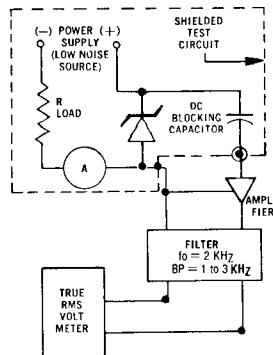 (-) POWER (+)
SUPPLY
(LOW NOISE
SOURCE)
SHIELDED
TEST
CIRCUIT
R
LOAD
DC
BLOCKING
CAPACITOR
A
AMPLI
FIER
FILTER
fo = 2 KHz
BP = 1 to 3 KHz
TRUE
RMS
VOLT
METER